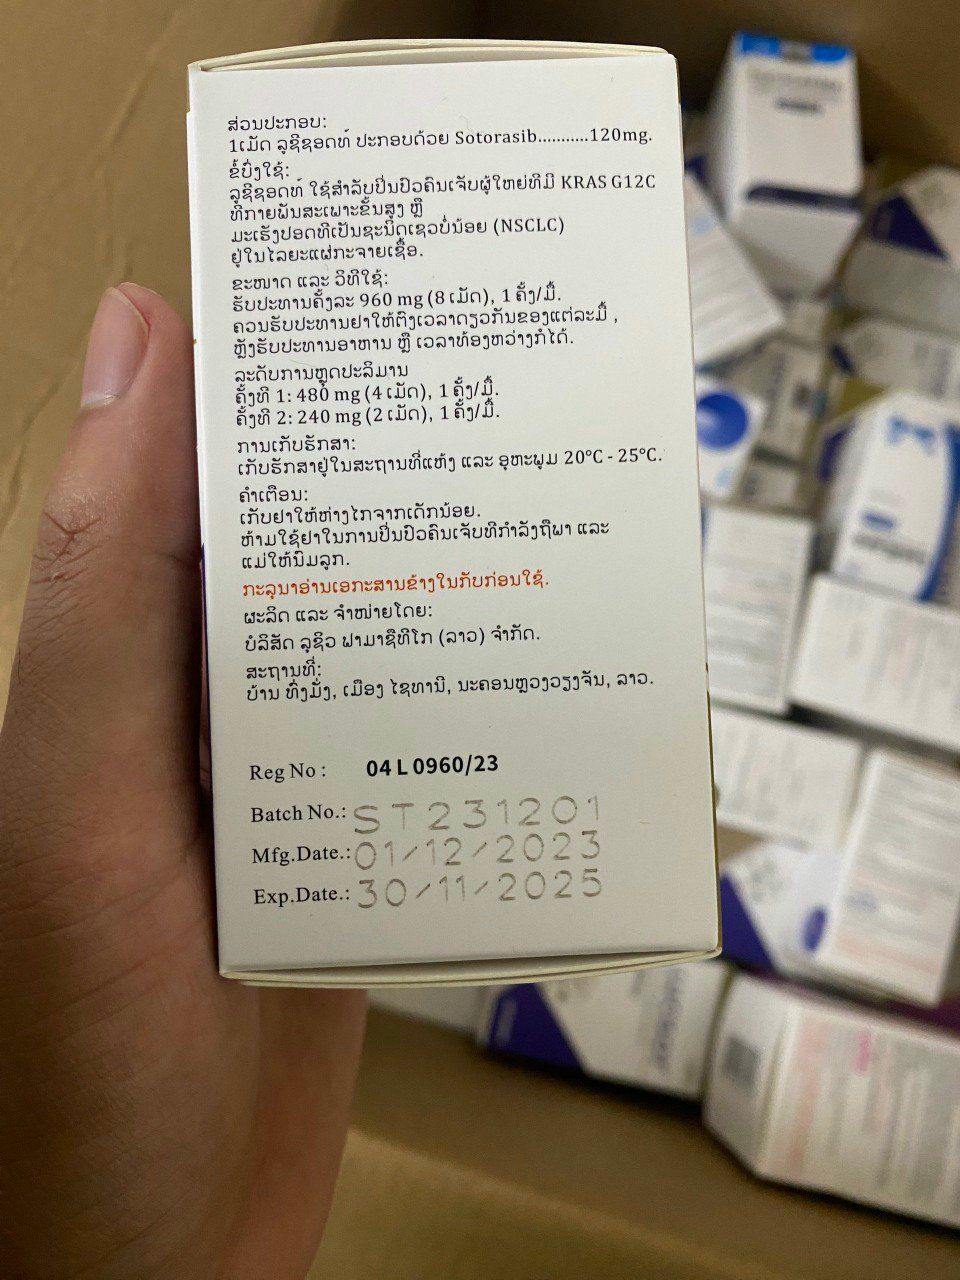 ສ່ວນປະກອບ:
1ເມັດ ລູຊີຊອດທ໌ ປະກອບດ້ວຍ Sotorasib...........120mg.
ຂໍ້ບົ່ງໃຊ້:
ລູຊີຊອດທ໌ ໃຊ້ສຳລັບປິ່ນປົວຄົນເຈັບຜູ້ໃຫຍ່ທີ່ມີ KRAS G12C
ທີ່ກາຍພັນສະເພາະຂັ້ນສູງ ຫຼື
ມະເຮັງປອດທີ່ເປັນຊະນິດເຊວບໍ່ນ້ອຍ (NSCLC)
ຢູ່ໃນໄລຍະແຜ່ກະຈາຍເຊື້ອ.
ຂະໜາດ ແລະ ວິທີໃຊ້:
ຮັບປະທານຄັ້ງລະ 960 mg (8 ເມັດ), 1 ຄັ້ງ/ມື້.
ຄວນຮັບປະທານຢາໃຫ້ຕົງເວລາດຽວກັນຂອງແຕ່ລະມື້ ,
ຫຼັງຮັບປະທານອາຫານ ຫຼື ເວລາທ້ອງຫວ່າງກໍໄດ້.
ລະດັບການຫຼຸດປະລິມານ
ຄັ້ງທີ 1: 480 mg (4 ເມັດ), 1 ຄັ້ງ/ມື້.
ຄັ້ງທີ 2: 240 mg (2 ເມັດ), 1 ຄັ້ງ/ມື້.
ການເກັບຮັກສາ:
ເກັບຮັກສາຢູ່ໃນສະຖານທີ່ແຫ້ງ ແລະ ອຸຫະພູມ 20°C - 25°C.
ຄຳເຕືອນ:
ເກັບຢາໃຫ້ຫ່າງໄກຈາກເດັກນ້ອຍ.
ຫ້າມໃຊ້ຢາໃນການປິ່ນປົວຄົນເຈັບທີ່ກຳລັງຖືພາ ແລະ
ແມ່ໃຫ້ນົມລູກ.
ກະລຸນາອ່ານເອກະສານຂ້າງໃນກັບກ່ອນໃຊ້.
ຜະລິດ ແລະ ຈຳໜ່າຍໂດຍ:
ບໍລິສັດ ລູຊິວ ຟາມາຊືທີໂກ (ລາວ) ຈຳກັດ.
ສະຖານທີ່:
ບ້ານ ທົ່ງມັ່ງ, ເມືອງ ໄຊທານີ, ນະຄອນຫຼວງວຽງຈັນ, ລາວ.
Reg No : 04 L 0960/23
Batch No.: ST231201
Mfg.Date.: 01/12/2023
Exp.Date.: 30/11/2025